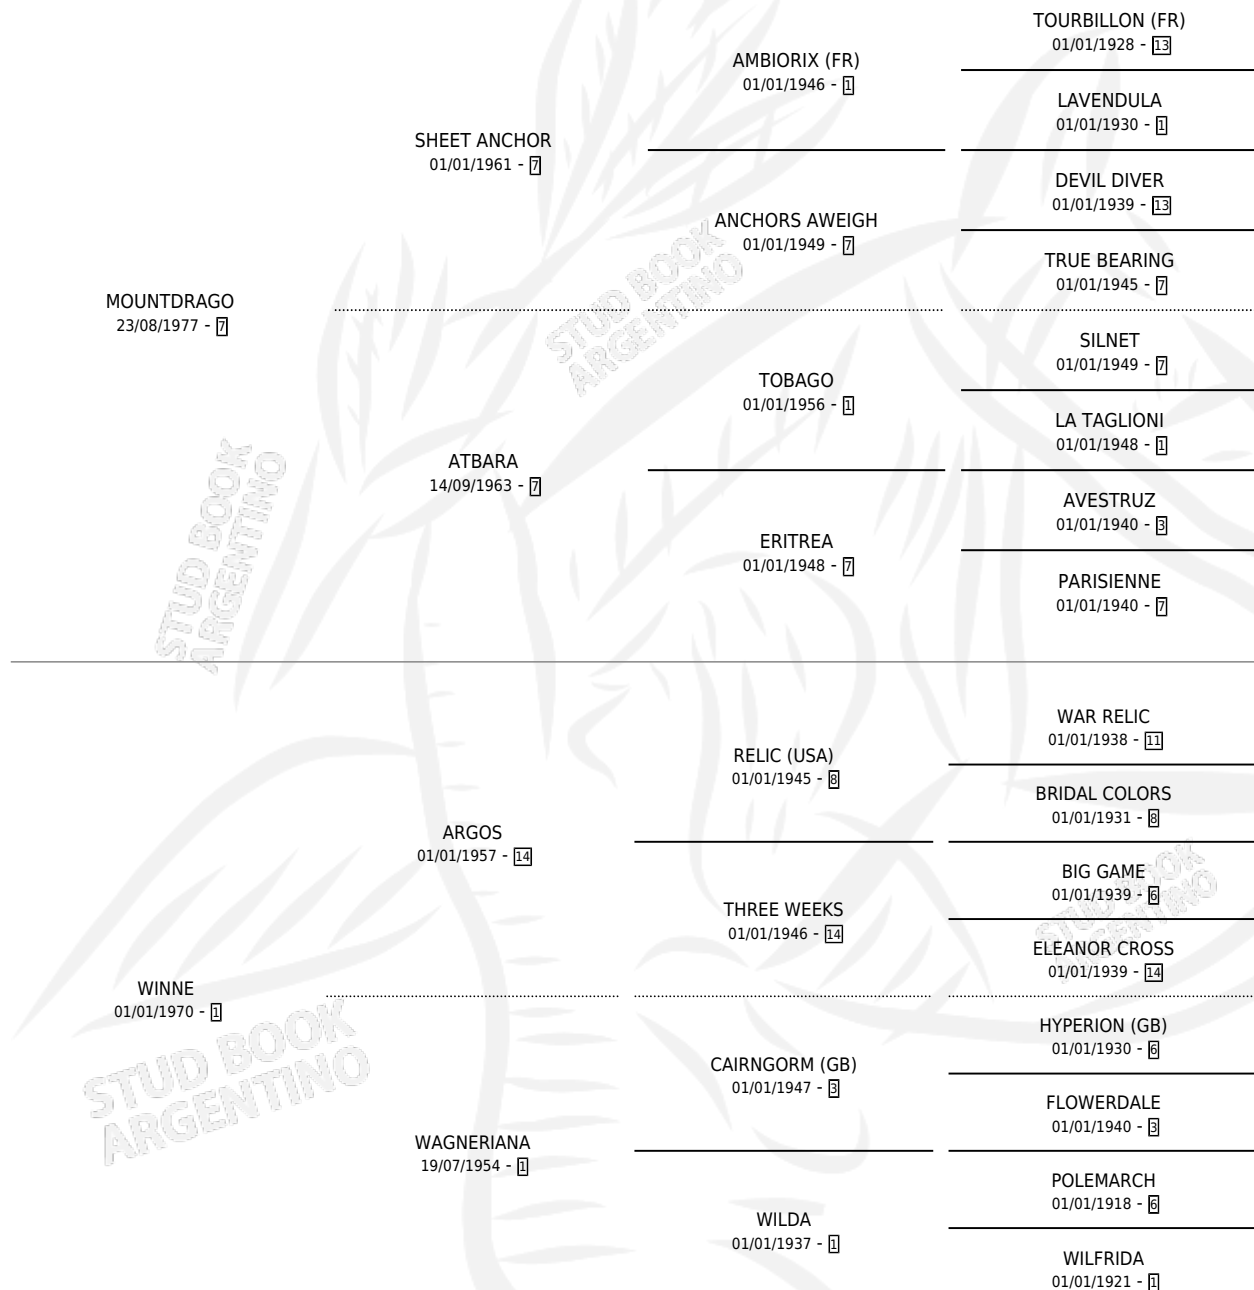 TOURBILLON (FR)
01/01/1928 - 13
AMBIORIX (FR)
01/01/1946 - 1
LAVENDULA
01/01/1930 - 1
SHEET ANCHOR
01/01/1961 - 7
DEVIL DIVER
01/01/1939 - 13
ANCHORS AWEIGH
01/01/1949 - 7
TRUE BEARING
01/01/1945 - 7
MOUNTDRAGO
23/08/1977 - 7
SILNET
01/01/1949 - 7
TOBAGO
01/01/1956 - 1
LA TAGLIONI
01/01/1948 - 1
ATBARA
14/09/1963 - 7
AVESTRUZ
01/01/1940 - 3
ERITREA
01/01/1948 - 7
PARISIENNE
01/01/1940 - 7
WAR RELIC
01/01/1938 - 11
RELIC (USA)
01/01/1945 - 8
BRIDAL COLORS
01/01/1931 - 8
ARGOS
01/01/1957 - 14
BIG GAME
01/01/1939 - 6
THREE WEEKS
01/01/1946 - 14
ELEANOR CROSS
01/01/1939 - 14
WINNE
01/01/1970 - 1
HYPERION (GB)
01/01/1930 - 6
CAIRNGORM (GB)
01/01/1947 - 3
FLOWERDALE
01/01/1940 - 3
WAGNERIANA
19/07/1954 - 1
POLEMARCH
01/01/1918 - 6
WILDA
01/01/1937 - 1
WILFRIDA
01/01/1921 - 1
STUD BOOK
ARGENTINO
STUD BOOK
ARGENTINO
STUD BOOK
ARGENTINO
STUD BOOK
ARGENTINO